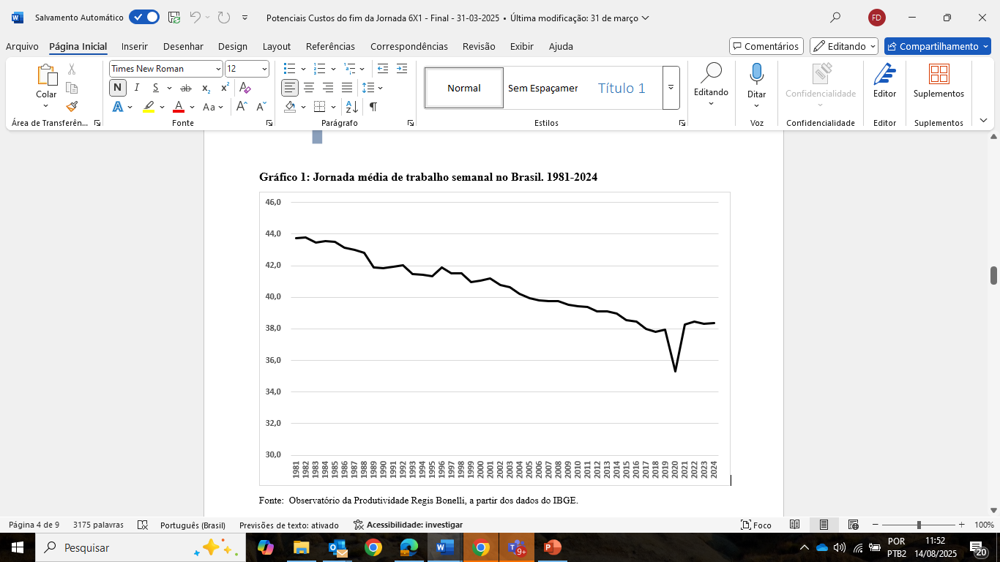 Salvamento Automático
Potenciais Custos do fim da Jornada 6X1 - Final - 31-03-2025 • Última modificação: 31 de março
FD
Arquivo Página Inicial Inserir Desenhar Design Layout Referências Correspondências Revisão Exibir Ajuda
Comentários Editando Compartilhamento
Colar
Times New Roman 12
N I S ab x₂ x²
A A Aa A A
Normal Sem Espaçamer Título 1
Editando
Ditar
Confidencialidade
Editor
Suplementos
Área de Transferên... Fonte Parágrafo Estilos Voz Confidencialidade Editor Suplementos
Gráfico 1: Jornada média de trabalho semanal no Brasil. 1981-2024
46,0
44,0
42,0
40,0
38,0
36,0
34,0
32,0
30,0
1981 1982 1983 1984 1985 1986 1987 1988 1989 1990 1991 1992 1993 1994 1995 1996 1997 1998 1999 2000 2001 2002 2003 2004 2005 2006 2007 2008 2009 2010 2011 2012 2013 2014 2015 2016 2017 2018 2019 2020 2021 2022 2023 2024
Fonte: Observatório da Produtividade Regis Bonelli, a partir dos dados do IBGE.
Página 4 de 9 3175 palavras Português (Brasil) Previsões de texto: ativado Acessibilidade: investigar Foco 100%
Pesquisar
9+
POR
PTB2
11:52
14/08/2025
20